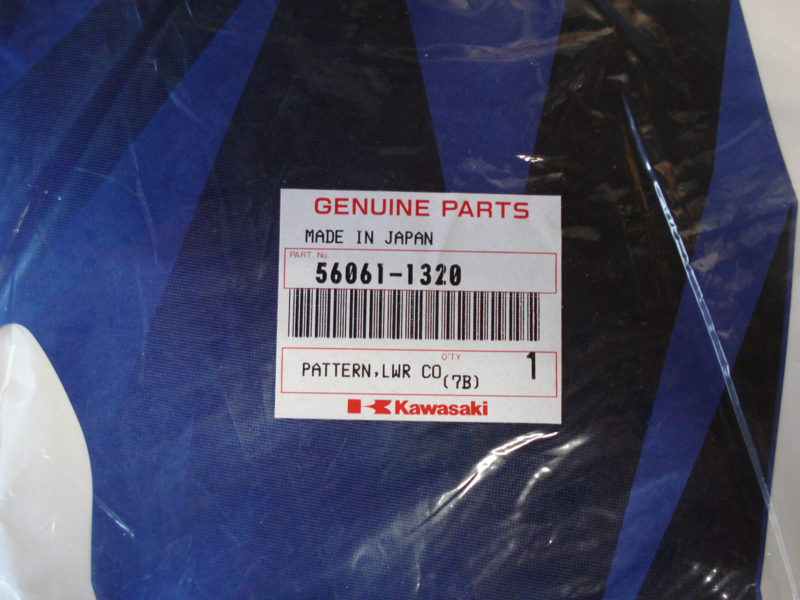 GENUINE PARTS
MADE IN JAPAN
PART. No.
56061-1320
Q'TY
PATTERN,LWR CO
(7B)
1
Kawasaki